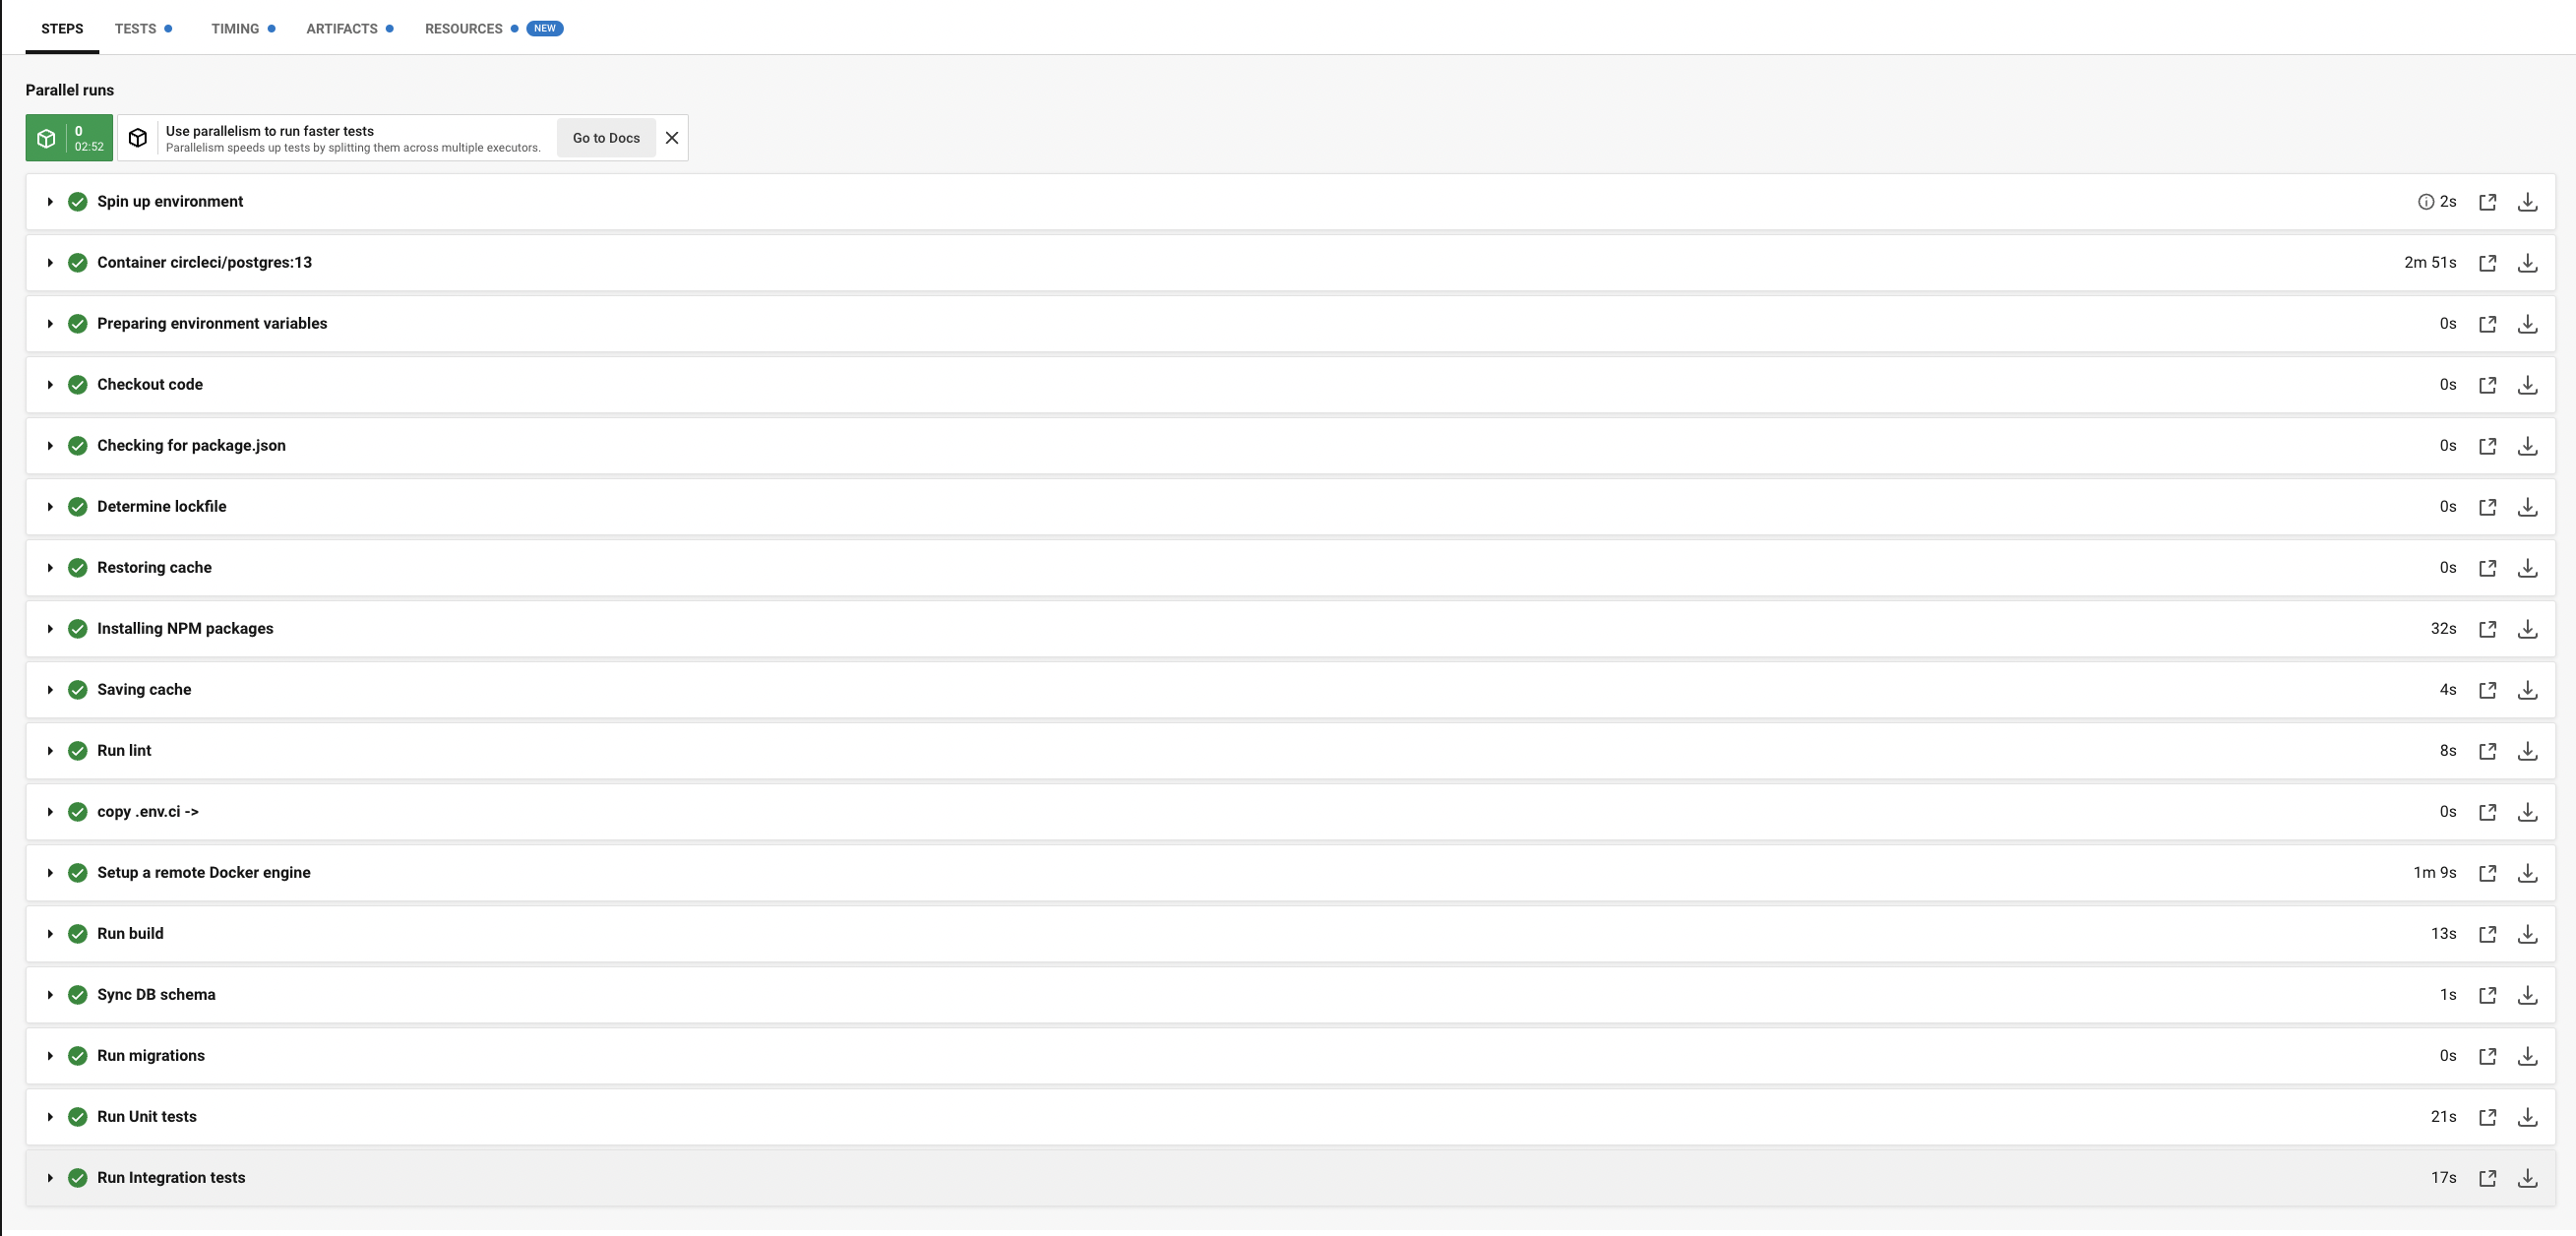 STEPS TESTS TIMING ARTIFACTS RESOURCES NEW
Parallel runs
0
02:52
Use parallelism to run faster tests
Parallelism speeds up tests by splitting them across multiple executors.
Go to Docs
Spin up environment 2s
Container circleci/postgres:13 2m 51s
Preparing environment variables 0s
Checkout code 0s
Checking for package.json 0s
Determine lockfile 0s
Restoring cache 0s
Installing NPM packages 32s
Saving cache 4s
Run lint 8s
copy .env.ci -> 0s
Setup a remote Docker engine 1m 9s
Run build 13s
Sync DB schema 1s
Run migrations 0s
Run Unit tests 21s
Run Integration tests 17s